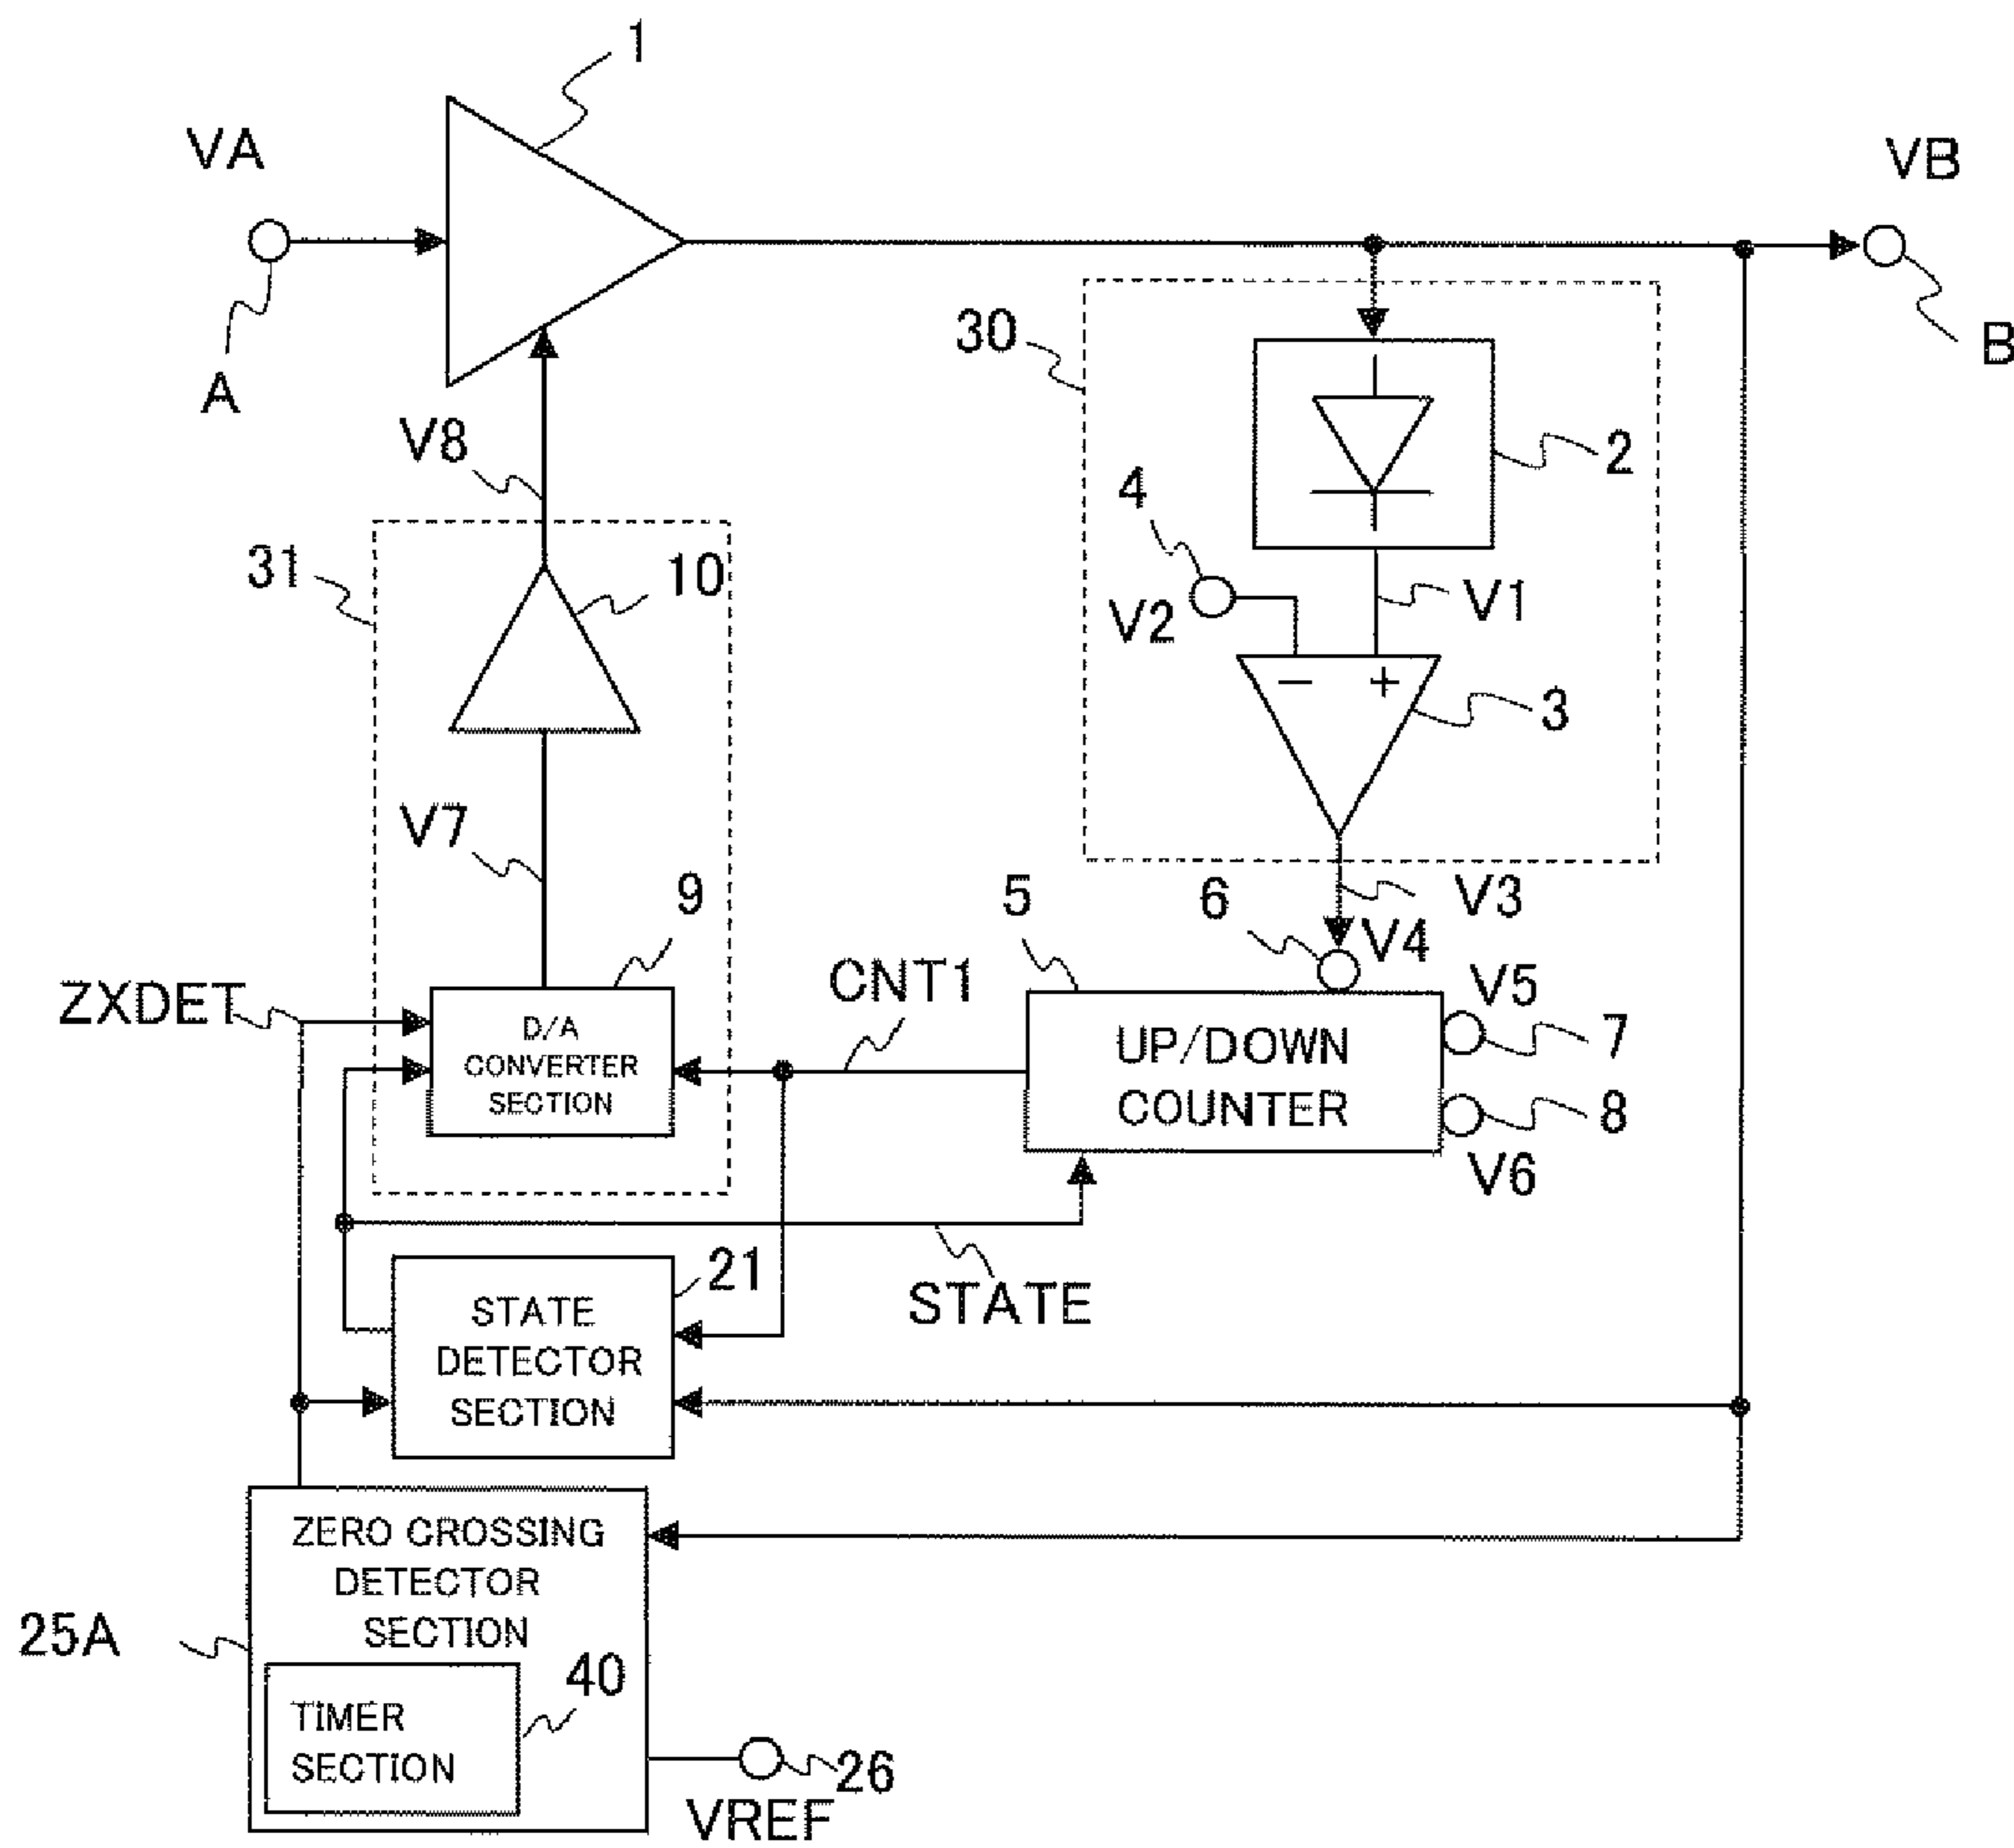 1
VA
VB
A
B
30
2
V8
4
V1
V2
31
10
− +
3
V7
9
5
6
V3
V4
CNT1
V5
7
ZXDET
D/A
CONVERTER
SECTION
UP/DOWN
COUNTER
8
V6
21
STATE
STATE
DETECTOR
SECTION
ZERO CROSSING
DETECTOR
SECTION
25A
40
TIMER
SECTION
26
VREF